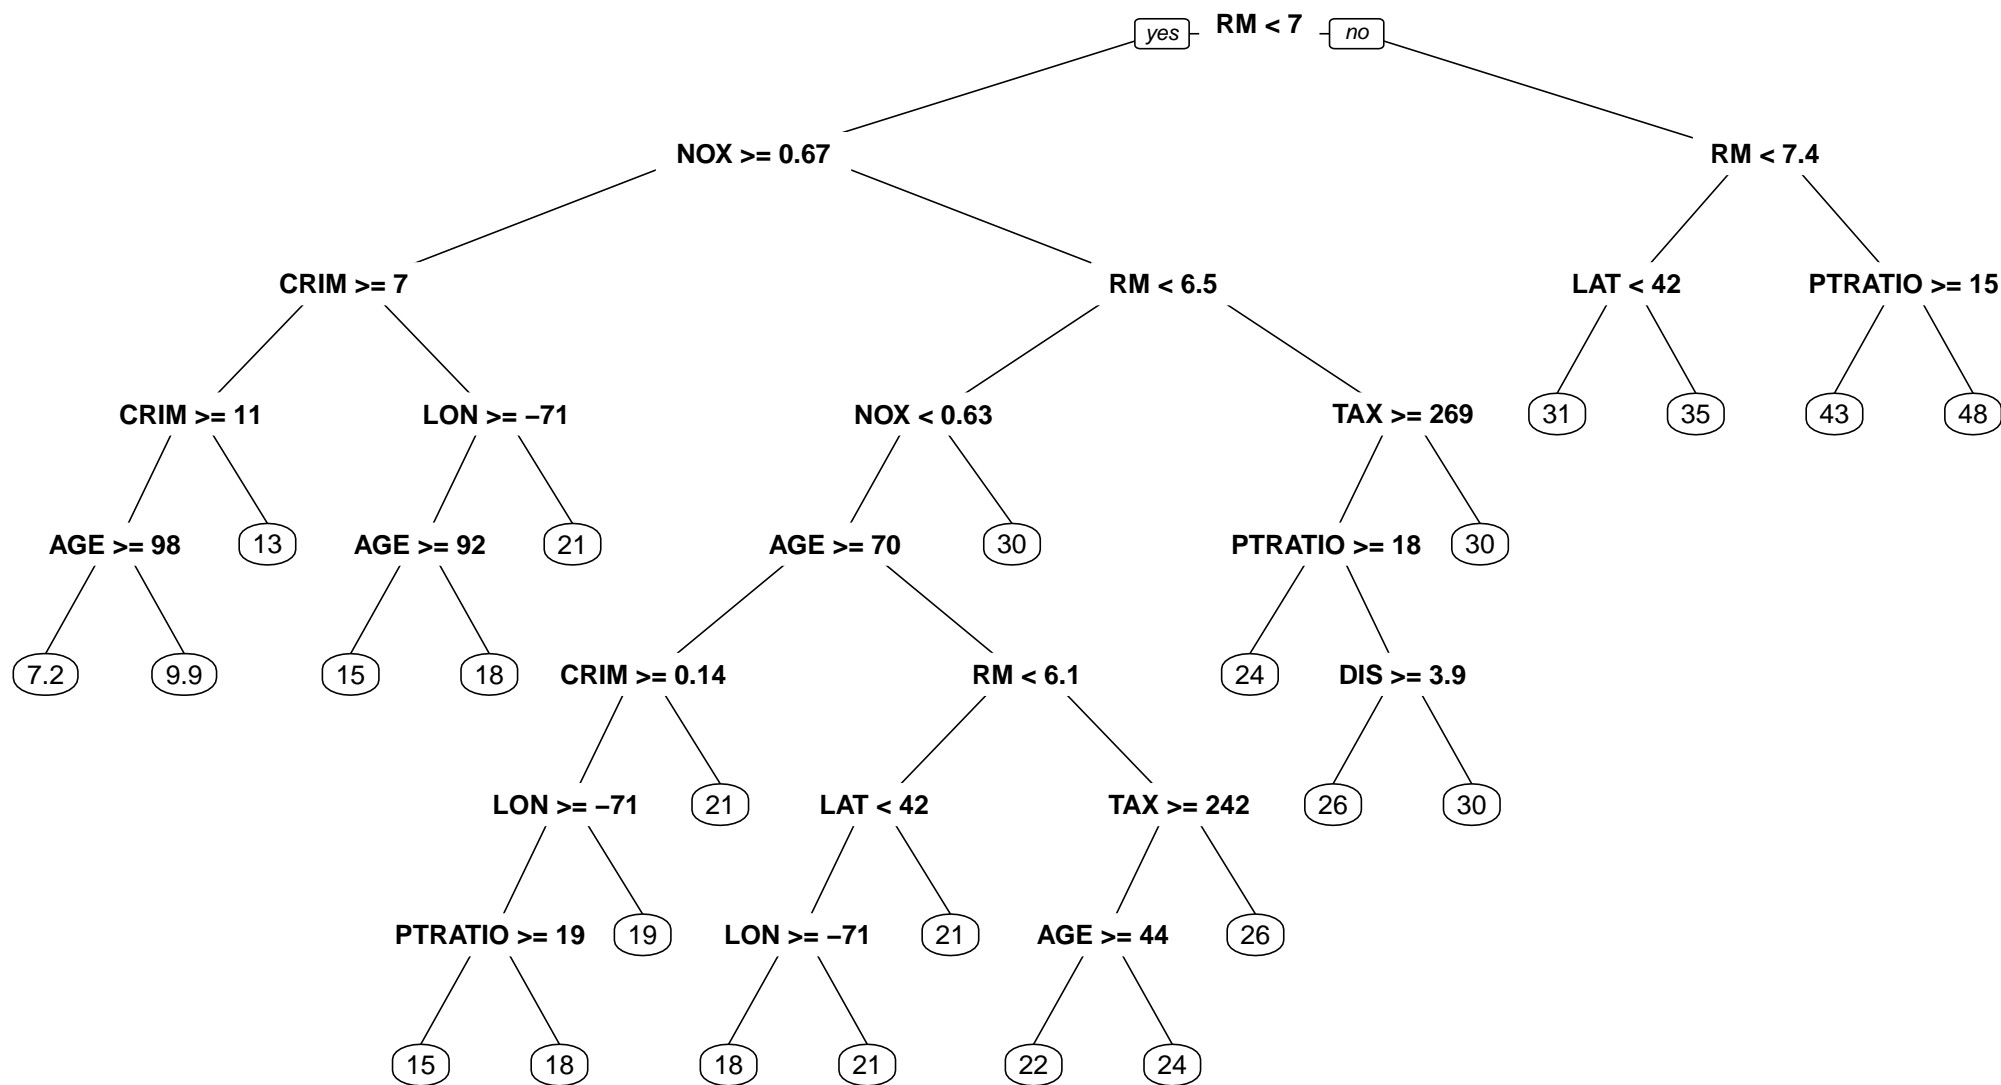 yes RM < 7 no
NOX >= 0.67 RM < 7.4
CRIM >= 7 RM < 6.5 LAT < 42 PTRATIO >= 15
CRIM >= 11 LON >= −71 NOX < 0.63 TAX >= 269 31 35 43 48
AGE >= 98 13 AGE >= 92 21 AGE >= 70 30 PTRATIO >= 18 30
7.2 9.9 15 18 CRIM >= 0.14 RM < 6.1 24 DIS >= 3.9
LON >= −71 21 LAT < 42 TAX >= 242 26 30
PTRATIO >= 19 19 LON >= −71 21 AGE >= 44 26
15 18 18 21 22 24